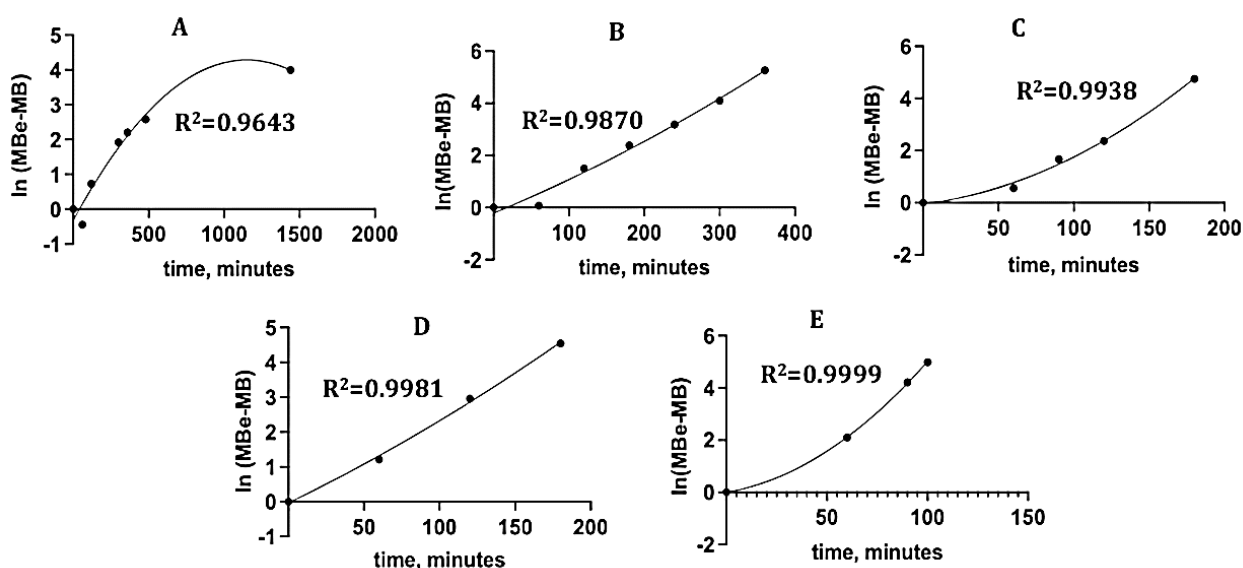 A
5
4
3
2
1
0
-1
ln (MBe-MB)
R²=0.9643
500
1000
1500
2000
time, minutes
B
6
4
2
0
-2
ln(MBe-MB)
R²=0.9870
100
200
300
400
time, minutes
C
6
4
2
0
-2
ln (MBe-MB)
R²=0.9938
50
100
150
200
time, minutes
D
5
4
3
2
1
0
-1
ln (MBe-MB)
R²=0.9981
50
100
150
200
time, minutes
E
6
4
2
0
-2
ln(MBe-MB)
R²=0.9999
50
100
150
time, minutes